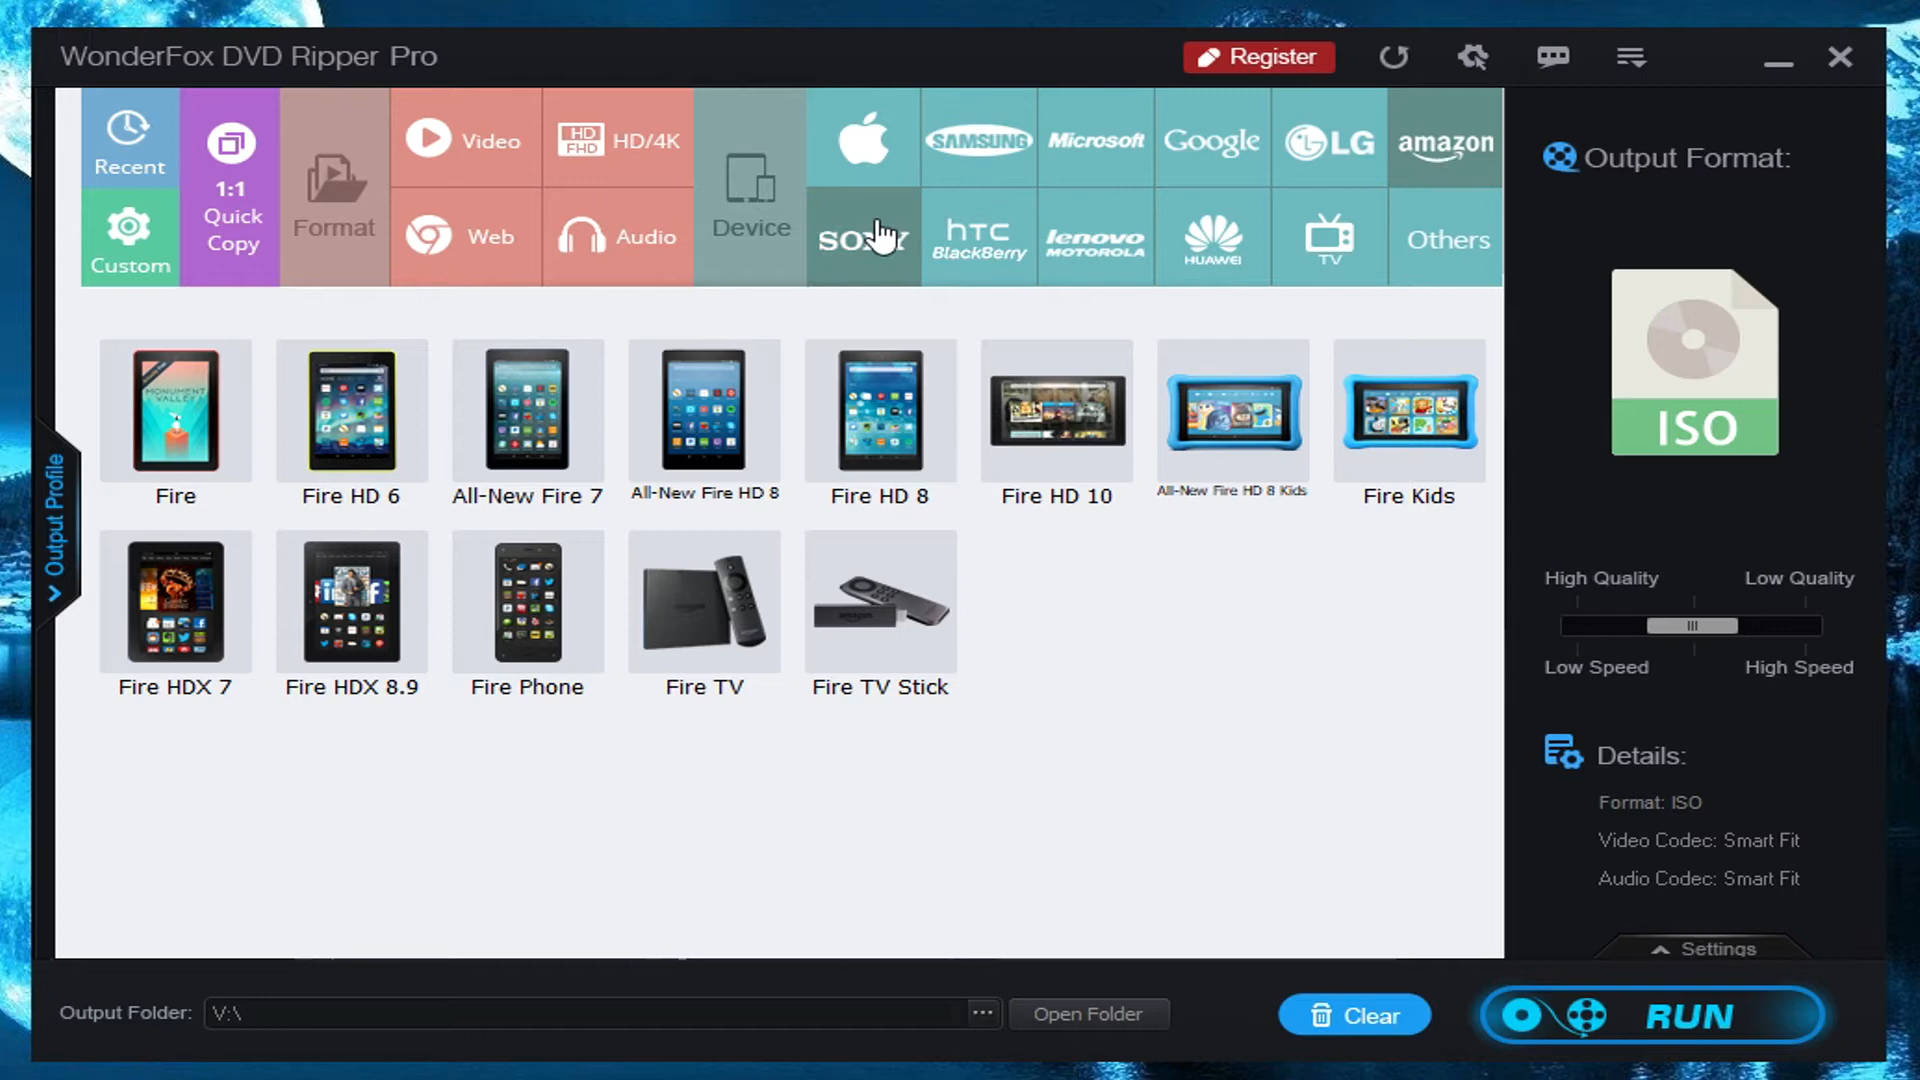 WonderFox DVD Ripper Pro
Register
Recent
Custom
1:1
Quick
Copy
Format
Video
HD
FHD
HD/4K
Web
Audio
Device
SAMSUNG
Microsoft
Google
LG
amazon
SONY
hTC
BlackBerry
lenovo
MOTOROLA
HUAWEI
TV
Others
Output Profile
Fire
Fire HD 6
All-New Fire 7
All-New Fire HD 8
Fire HD 8
Fire HD 10
All-New Fire HD 8 Kids
Fire Kids
Fire HDX 7
Fire HDX 8.9
Fire Phone
Fire TV
Fire TV Stick
Output Format:
ISO
High Quality
Low Quality
Low Speed
High Speed
Details:
Format: ISO
Video Codec: Smart Fit
Audio Codec: Smart Fit
Settings
Output Folder:
V:\
...
Open Folder
Clear
RUN
MONUMENT
VALLEY